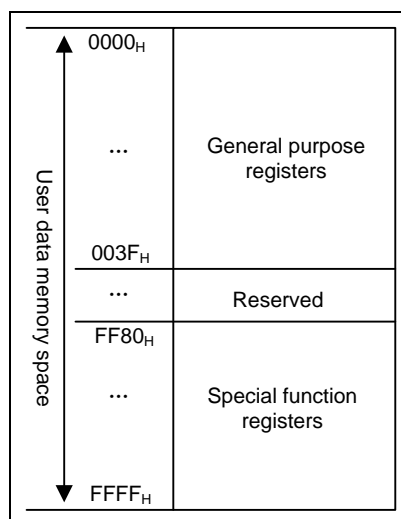 0000H
...
General purpose
registers
003FH
...
Reserved
FF80H
...
Special function
registers
FFFFH
User data memory space